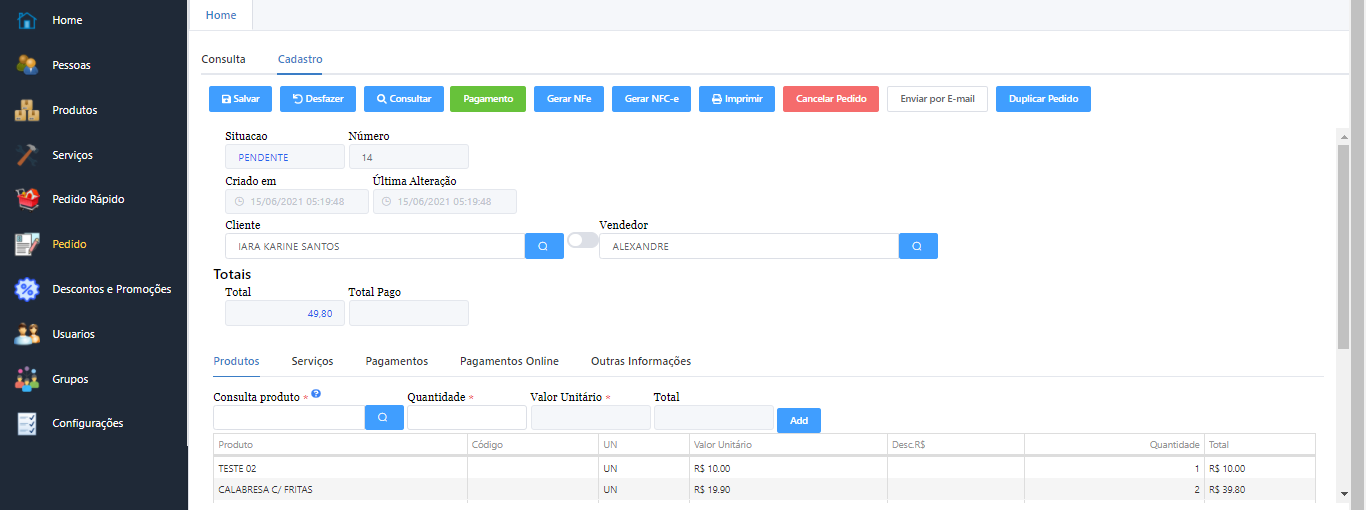 Home
Pessoas
Produtos
Serviços
Pedido Rápido
Pedido
Descontos e Promoções
Usuarios
Grupos
Configurações
Home
Consulta Cadastro
Salvar Desfazer Consultar Pagamento Gerar NFe Gerar NFC-e Imprimir Cancelar Pedido Enviar por E-mail Duplicar Pedido
Situacao Número
PENDENTE 14
Criado em Última Alteração
15/06/2021 05:19:48 15/06/2021 05:19:48
Cliente Vendedor
IARA KARINE SANTOS ALEXANDRE
Totais
Total Total Pago
49,80
Produtos Serviços Pagamentos Pagamentos Online Outras Informações
Consulta produto * ? Quantidade * Valor Unitário * Total
Add
Produto Código UN Valor Unitário Desc.R$ Quantidade Total
TESTE 02 UN R$ 10.00 1 R$ 10.00
CALABRESA C/ FRITAS UN R$ 19.90 2 R$ 39.80